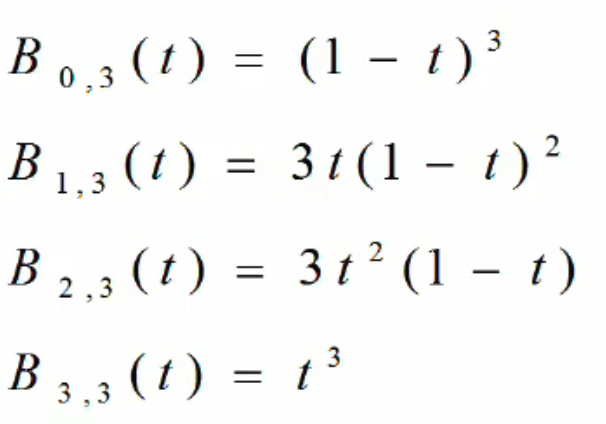 B₀,₃(t) = (1 − t)³
B₁,₃(t) = 3t(1 − t)²
B₂,₃(t) = 3t²(1 − t)
B₃,₃(t) = t³